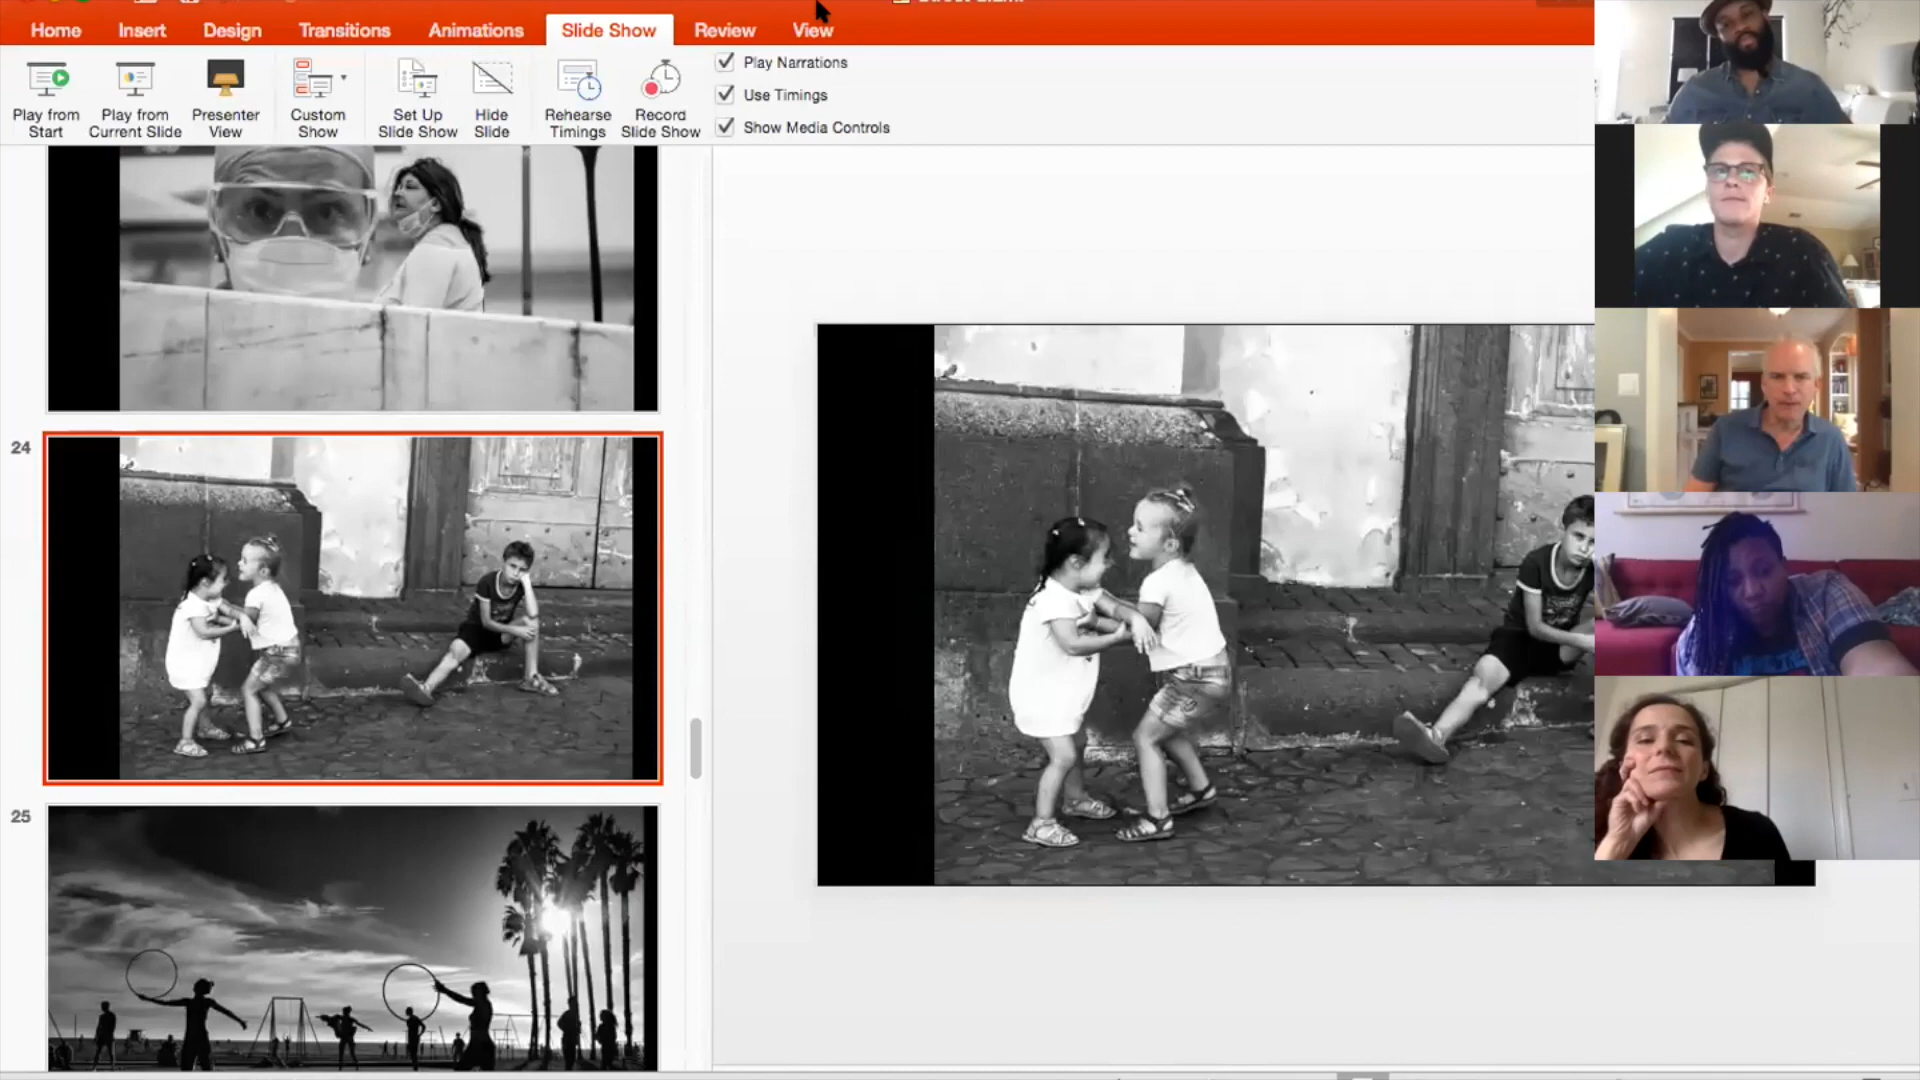 Home Insert Design Transitions Animations Slide Show Review View
Play from Start
Play from Current Slide
Presenter View
Custom Show
Set Up Slide Show
Hide Slide
Rehearse Timings
Record Slide Show
Play Narrations
Use Timings
Show Media Controls
24
25